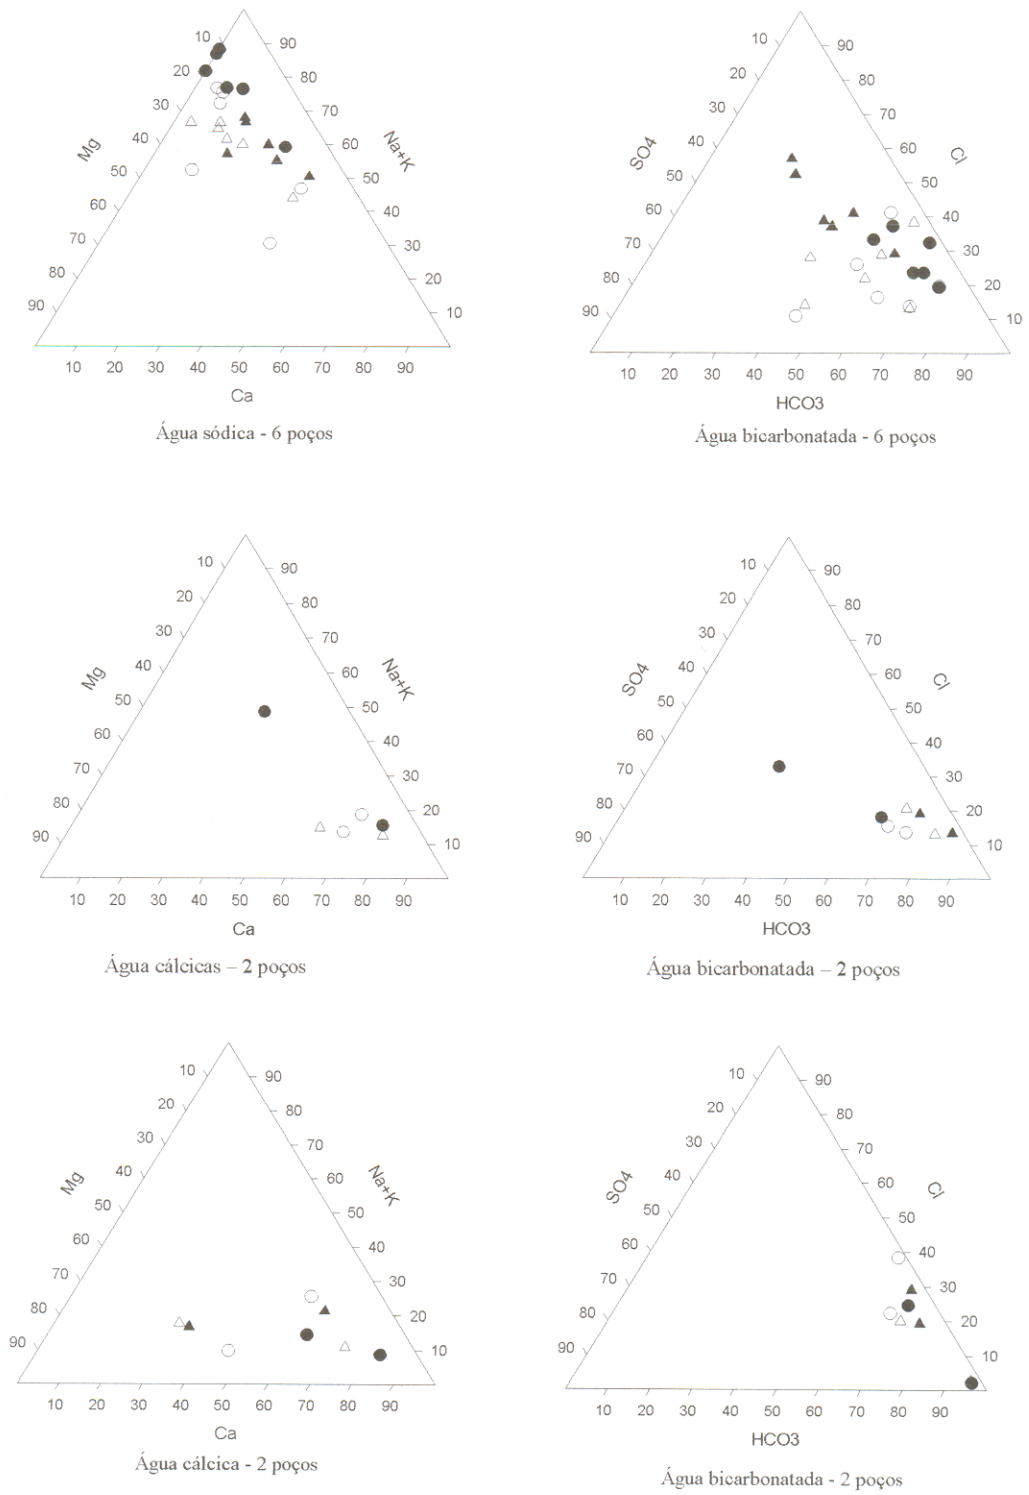 10 90
20 80
30 70
40 60
50 50
60 40
70 30
80 20
90 10
Mg
Na+K
10 20 30 40 50 60 70 80 90
Ca
Água sódica - 6 poços
10 90
20 80
30 70
40 60
50 50
60 40
70 30
80 20
90 10
SO4
Cl
10 20 30 40 50 60 70 80 90
HCO3
Água bicarbonatada - 6 poços
10 90
20 80
30 70
40 60
50 50
60 40
70 30
80 20
90 10
Mg
Na+K
10 20 30 40 50 60 70 80 90
Ca
Água cálcicas – 2 poços
10 90
20 80
30 70
40 60
50 50
60 40
70 30
80 20
90 10
SO4
Cl
10 20 30 40 50 60 70 80 90
HCO3
Água bicarbonatada – 2 poços
10 90
20 80
30 70
40 60
50 50
60 40
70 30
80 20
90 10
Mg
Na+K
10 20 30 40 50 60 70 80 90
Ca
Água cálcica - 2 poços
10 90
20 80
30 70
40 60
50 50
60 40
70 30
80 20
90 10
SO4
Cl
10 20 30 40 50 60 70 80 90
HCO3
Água bicarbonatada - 2 poços